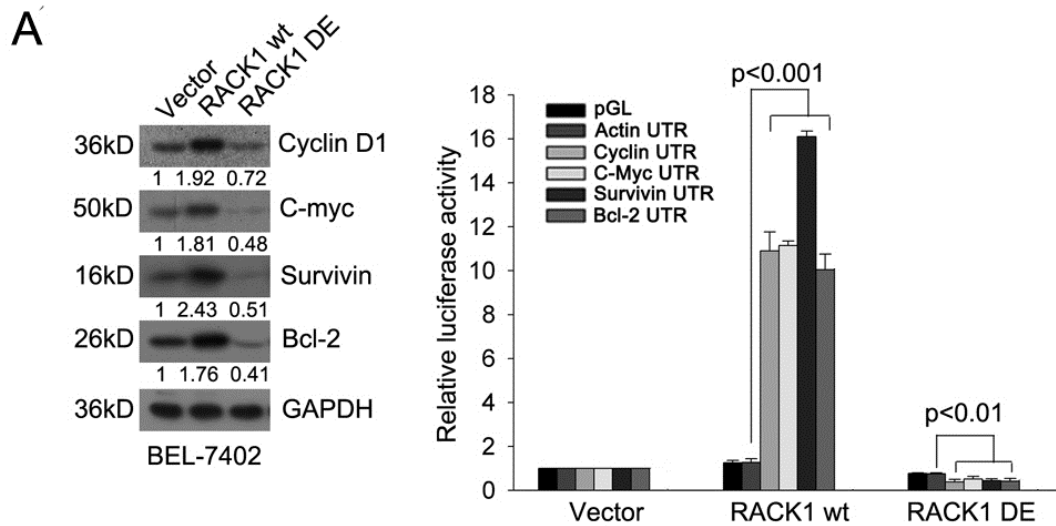 A′
Vector
RACK1 wt
RACK1 DE
36kD
Cyclin D1
1 1.92 0.72
50kD
C-myc
1 1.81 0.48
16kD
Survivin
1 2.43 0.51
26kD
Bcl-2
1 1.76 0.41
36kD
GAPDH
BEL-7402
Relative luciferase activity
18
16
14
12
10
8
6
4
2
0
pGL
Actin UTR
Cyclin UTR
C-Myc UTR
Survivin UTR
Bcl-2 UTR
p<0.001
p<0.01
Vector
RACK1 wt
RACK1 DE